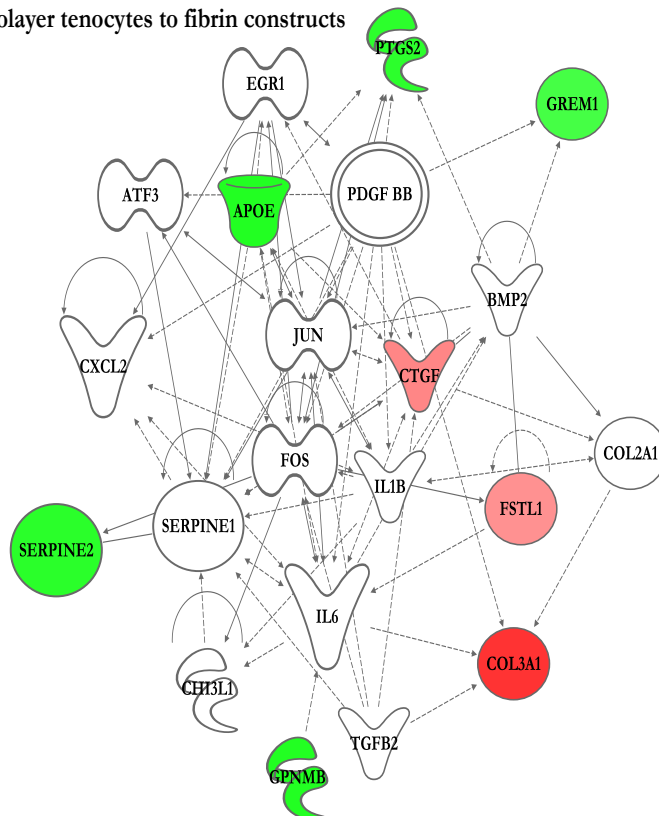 olayer tenocytes to fibrin constructs
PTGS2
EGR1
GREM1
ATF3
APOE
PDGF BB
BMP2
JUN
CXCL2
CTGF
COL2A1
FOS
IL1B
FSTL1
SERPINE1
SERPINE2
IL6
COL3A1
CHI3L1
TGFB2
GPNMB